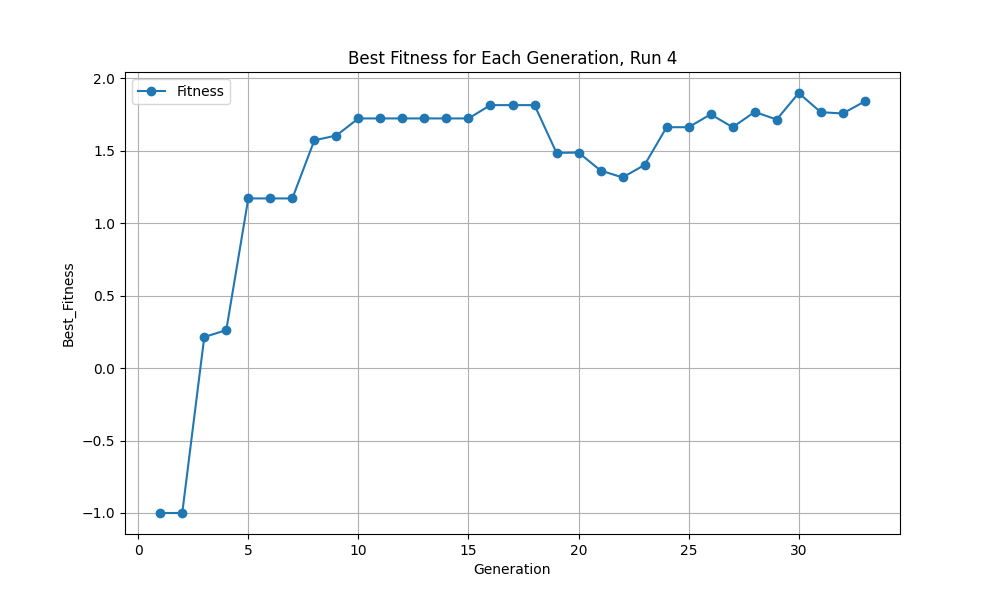 Best Fitness for Each Generation, Run 4
Fitness
2.0
1.5
1.0
0.5
0.0
−0.5
−1.0
Best_Fitness
0 5 10 15 20 25 30
Generation